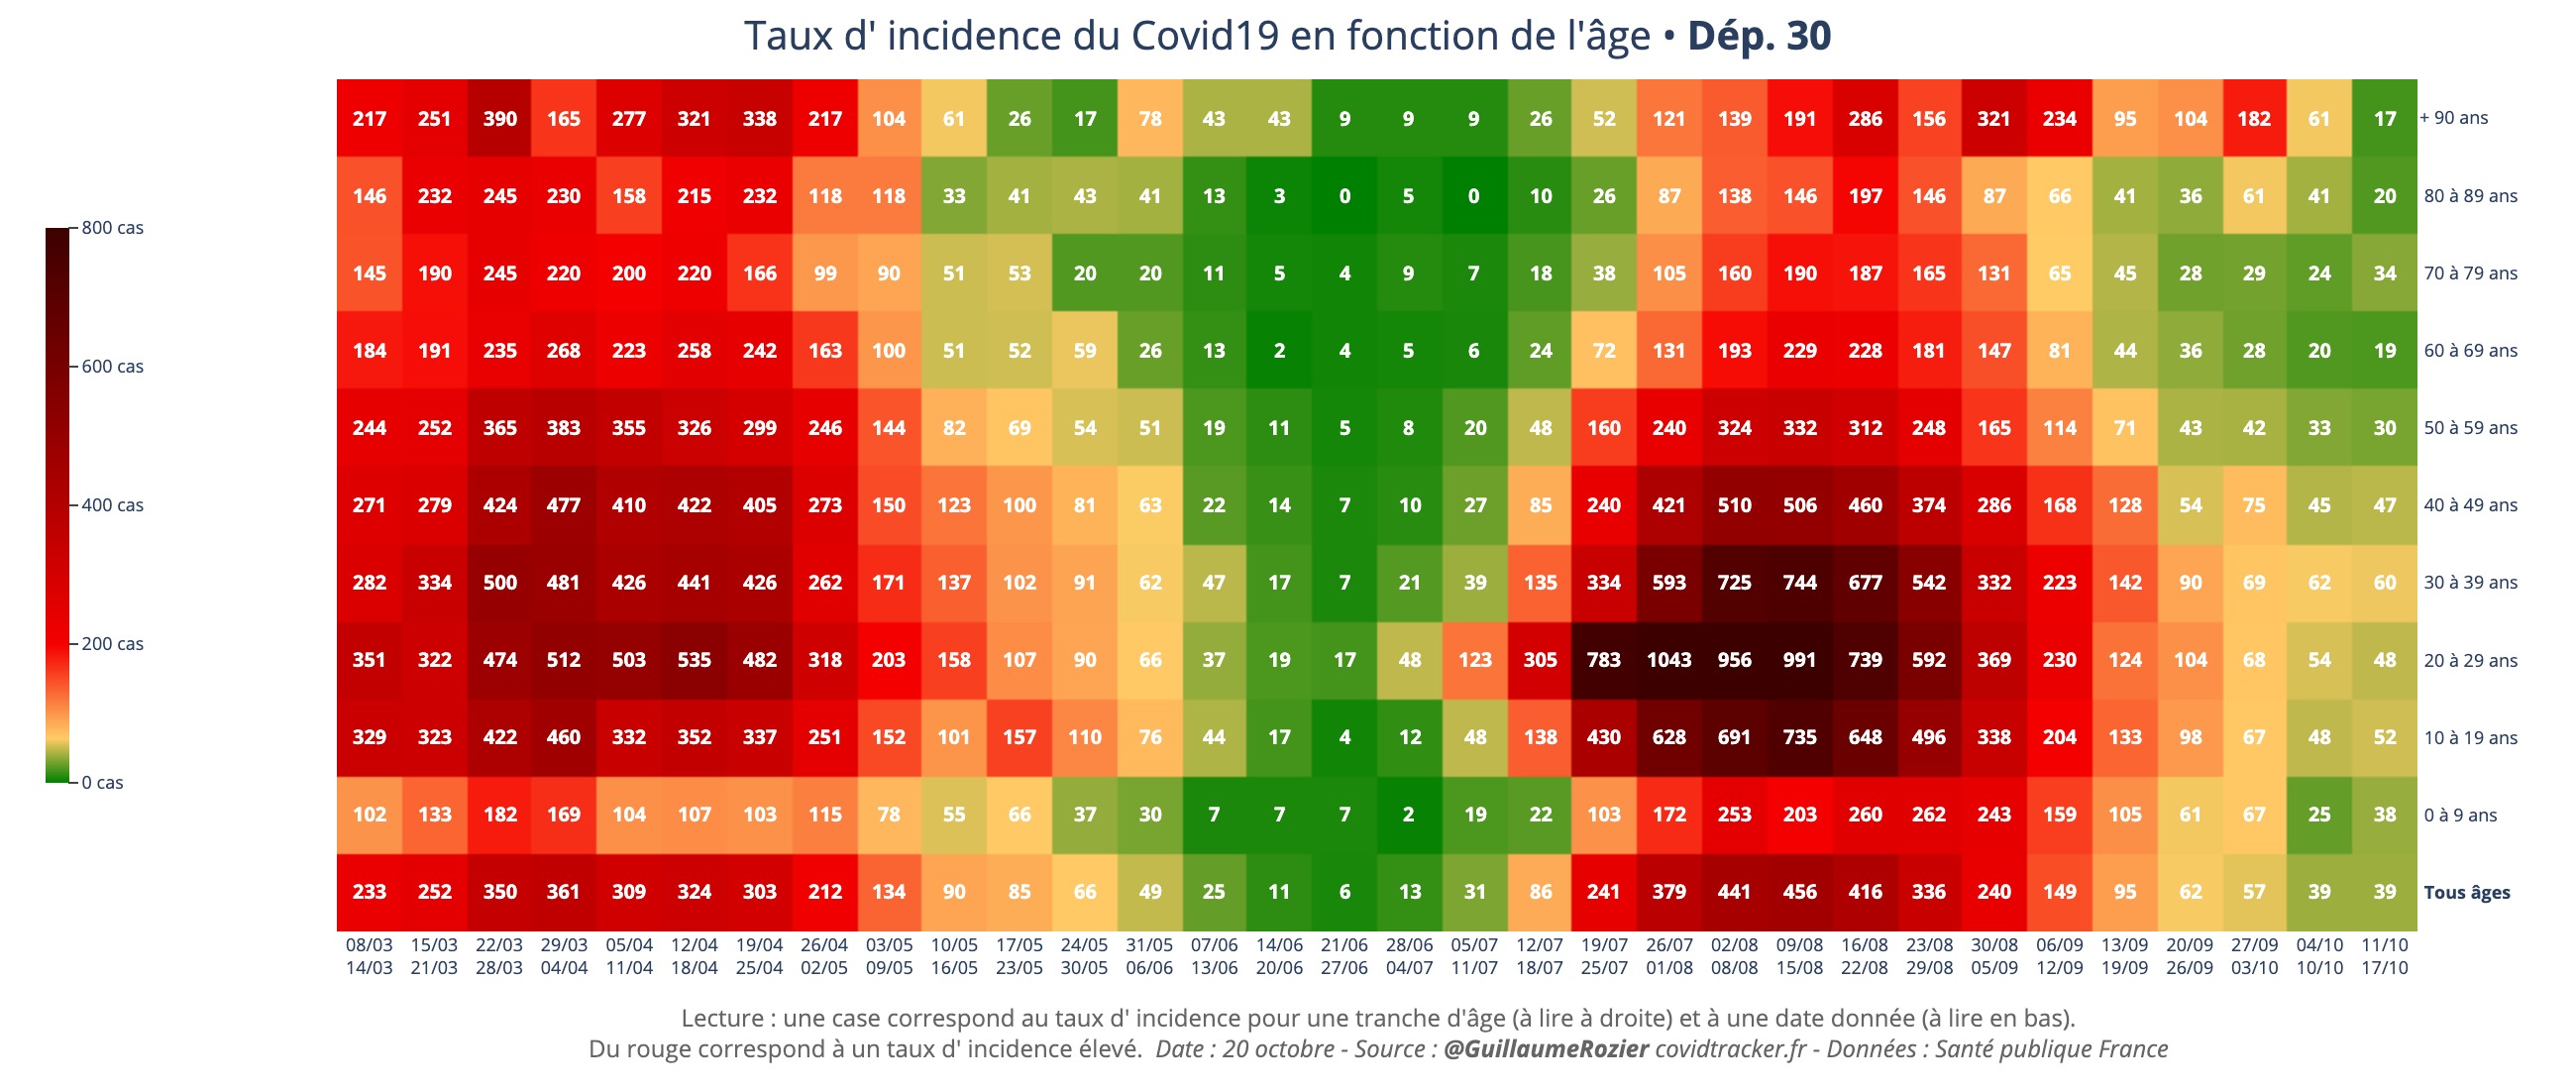 Taux d' incidence du Covid19 en fonction de l'âge • Dép. 30
217 251 390 165 277 321 338 217 104 61 26 17 78 43 43 9 9 9 26 52 121 139 191 286 156 321 234 95 104 182 61 17 + 90 ans
146 232 245 230 158 215 232 118 118 33 41 43 41 13 3 0 5 0 10 26 87 138 146 197 146 87 66 41 36 61 41 20 80 à 89 ans
800 cas
145 190 245 220 200 220 166 99 90 51 53 20 20 11 5 4 9 7 18 38 105 160 190 187 165 131 65 45 28 29 24 34 70 à 79 ans
184 191 235 268 223 258 242 163 100 51 52 59 26 13 2 4 5 6 24 72 131 193 229 228 181 147 81 44 36 28 20 19 60 à 69 ans
600 cas
244 252 365 383 355 326 299 246 144 82 69 54 51 19 11 5 8 20 48 160 240 324 332 312 248 165 114 71 43 42 33 30 50 à 59 ans
400 cas
271 279 424 477 410 422 405 273 150 123 100 81 63 22 14 7 10 27 85 240 421 510 506 460 374 286 168 128 54 75 45 47 40 à 49 ans
282 334 500 481 426 441 426 262 171 137 102 91 62 47 17 7 21 39 135 334 593 725 744 677 542 332 223 142 90 69 62 60 30 à 39 ans
200 cas
351 322 474 512 503 535 482 318 203 158 107 90 66 37 19 17 48 123 305 783 1043 956 991 739 592 369 230 124 104 68 54 48 20 à 29 ans
329 323 422 460 332 352 337 251 152 101 157 110 76 44 17 4 12 48 138 430 628 691 735 648 496 338 204 133 98 67 48 52 10 à 19 ans
0 cas
102 133 182 169 104 107 103 115 78 55 66 37 30 7 7 7 2 19 22 103 172 253 203 260 262 243 159 105 61 67 25 38 0 à 9 ans
233 252 350 361 309 324 303 212 134 90 85 66 49 25 11 6 13 31 86 241 379 441 456 416 336 240 149 95 62 57 39 39 Tous âges
08/03 15/03 22/03 29/03 05/04 12/04 19/04 26/04 03/05 10/05 17/05 24/05 31/05 07/06 14/06 21/06 28/06 05/07 12/07 19/07 26/07 02/08 09/08 16/08 23/08 30/08 06/09 13/09 20/09 27/09 04/10 11/10
14/03 21/03 28/03 04/04 11/04 18/04 25/04 02/05 09/05 16/05 23/05 30/05 06/06 13/06 20/06 27/06 04/07 11/07 18/07 25/07 01/08 08/08 15/08 22/08 29/08 05/09 12/09 19/09 26/09 03/10 10/10 17/10
Lecture : une case correspond au taux d' incidence pour une tranche d'âge (à lire à droite) et à une date donnée (à lire en bas).
Du rouge correspond à un taux d' incidence élevé. Date : 20 octobre - Source : @GuillaumeRozier covidtracker.fr - Données : Santé publique France